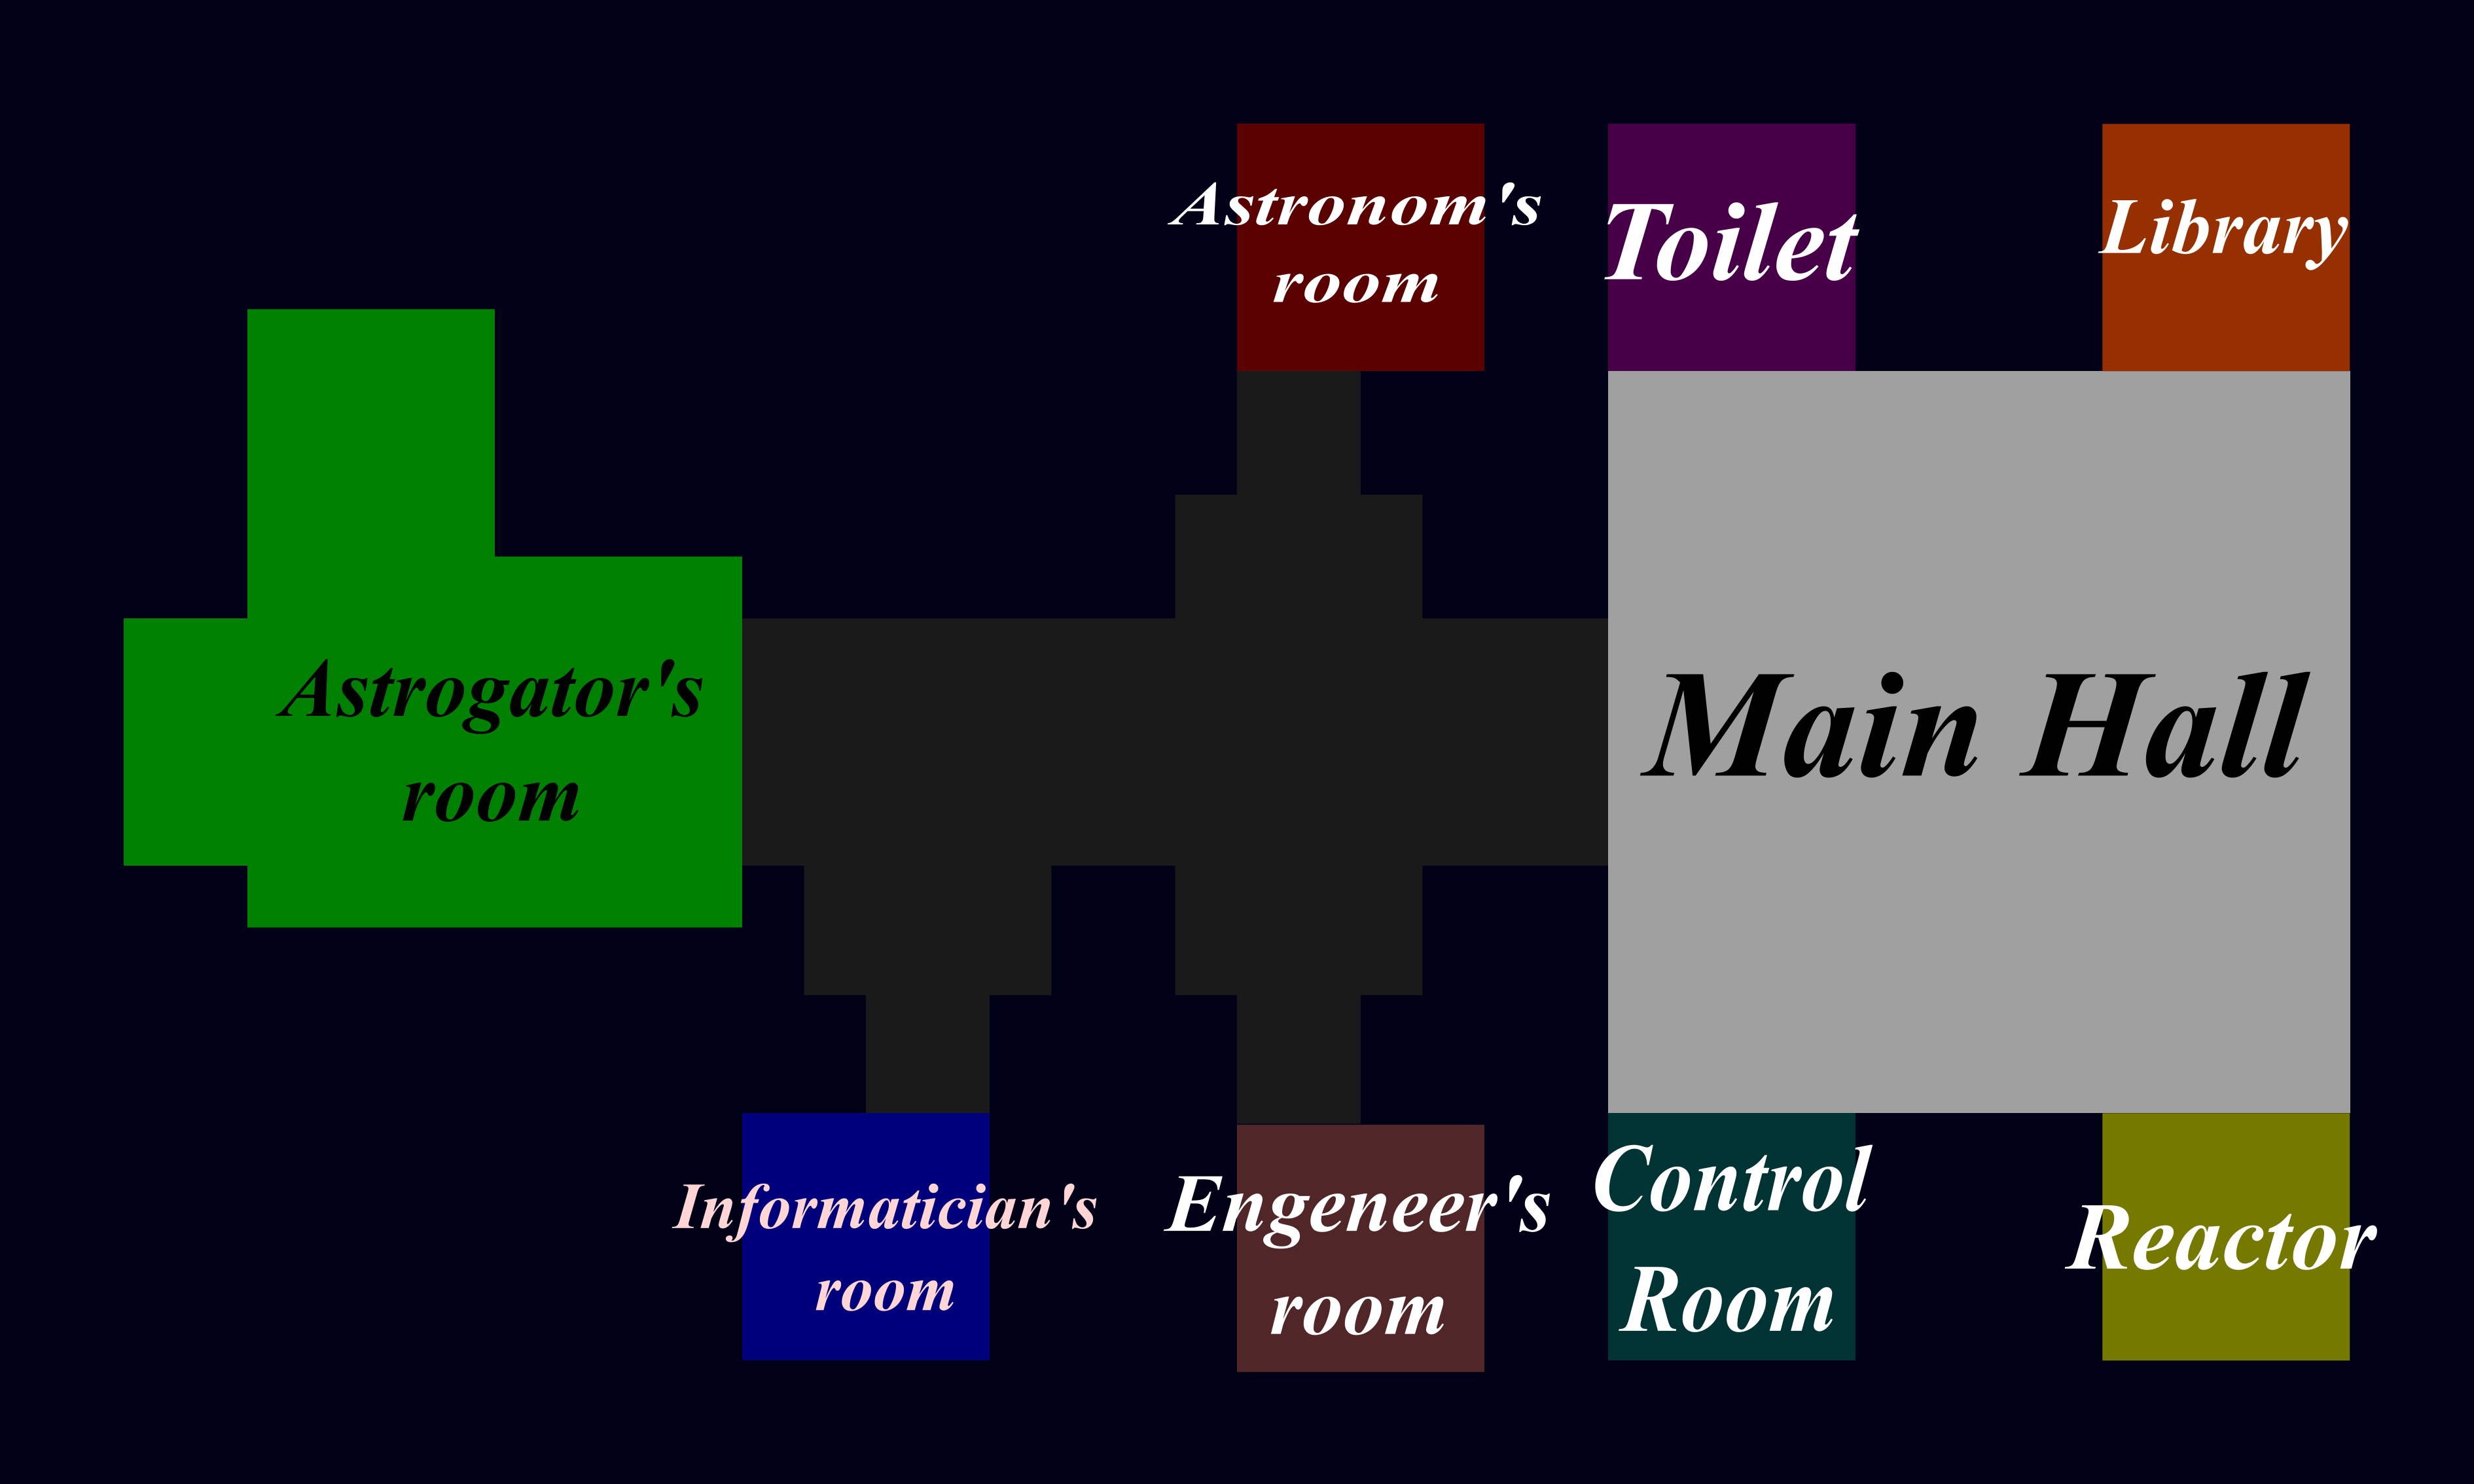 Astronom's
room
Toilet
Library
Astrogator's
room
Main Hall
Informatician's
room
Engeneer's
room
Control
Room
Reactor